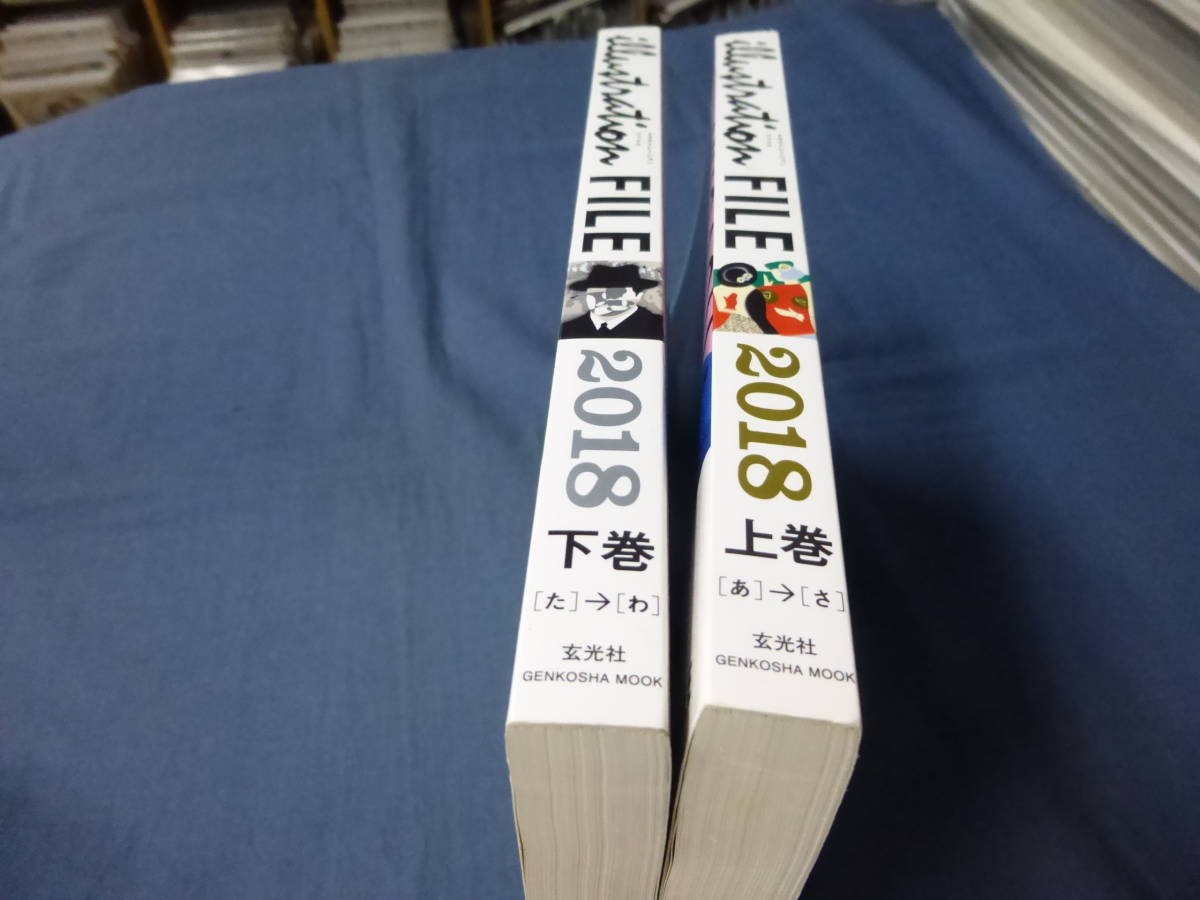 illustration
FILE
2018
下巻
[た]→[わ]
玄光社
GENKOSHA MOOK
illustration
FILE
2018
上巻
[あ]→[さ]
玄光社
GENKOSHA MOOK